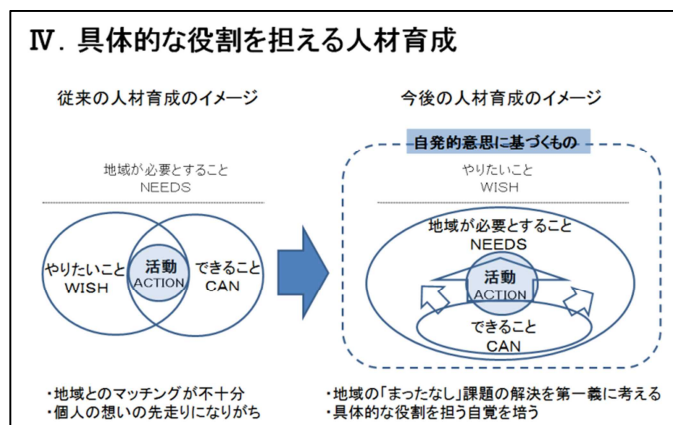 Ⅳ．具体的な役割を担える人材育成
従来の人材育成のイメージ
地域が必要とすること
NEEDS
やりたいこと
WISH
活動
ACTION
できること
CAN
・地域とのマッチングが不十分
・個人の想いの先走りになりがち
今後の人材育成のイメージ
自発的意思に基づくもの
やりたいこと
WISH
地域が必要とすること
NEEDS
活動
ACTION
できること
CAN
・地域の「まったなし」課題の解決を第一義に考える
・具体的な役割を担う自覚を培う